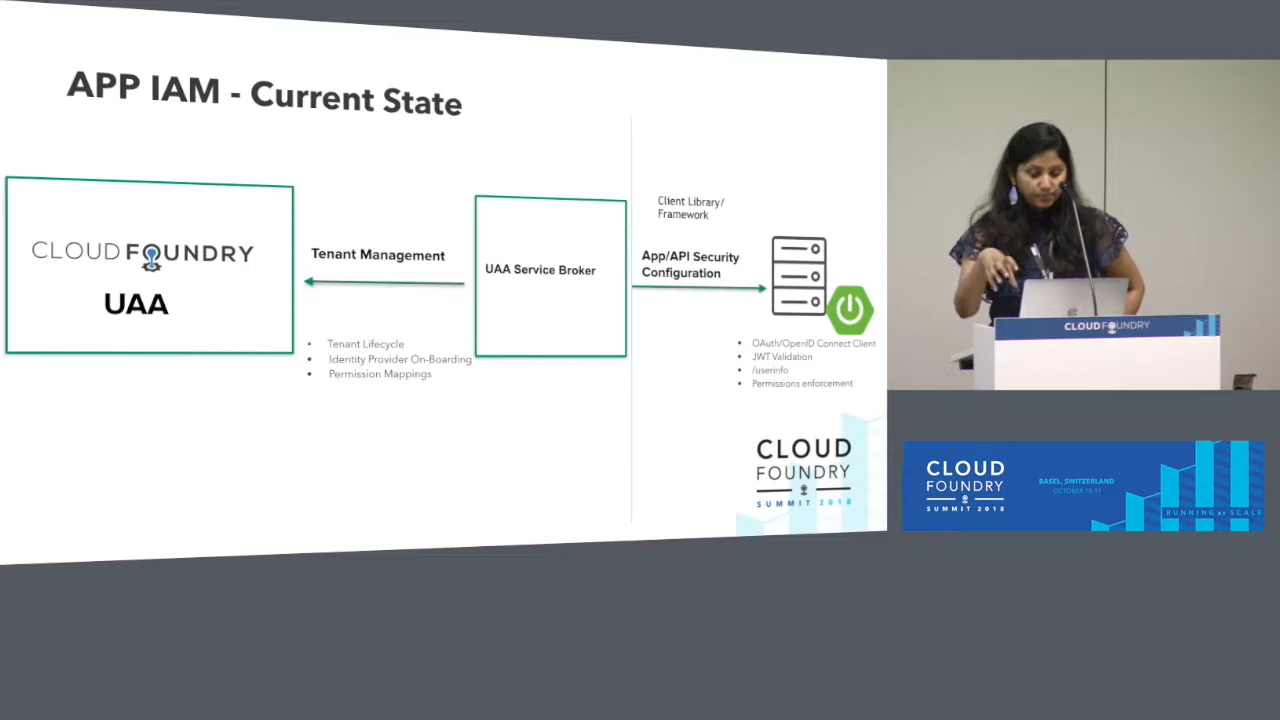 APP IAM - Current State
CLOUD FOUNDRY
UAA
Tenant Management
• Tenant Lifecycle
• Identity Provider On-Boarding
• Permission Mappings
UAA Service Broker
Client Library/
Framework
App/API Security
Configuration
• OAuth/OpenID Connect Client
• JWT Validation
• /userinfo
• Permissions enforcement
CLOUD
FOUNDRY
SUMMIT 2018
CLOUD FOUNDRY
CLOUD
FOUNDRY
SUMMIT 2018
BASEL, SWITZERLAND
OCTOBER 10-11
RUNNING AT SCALE